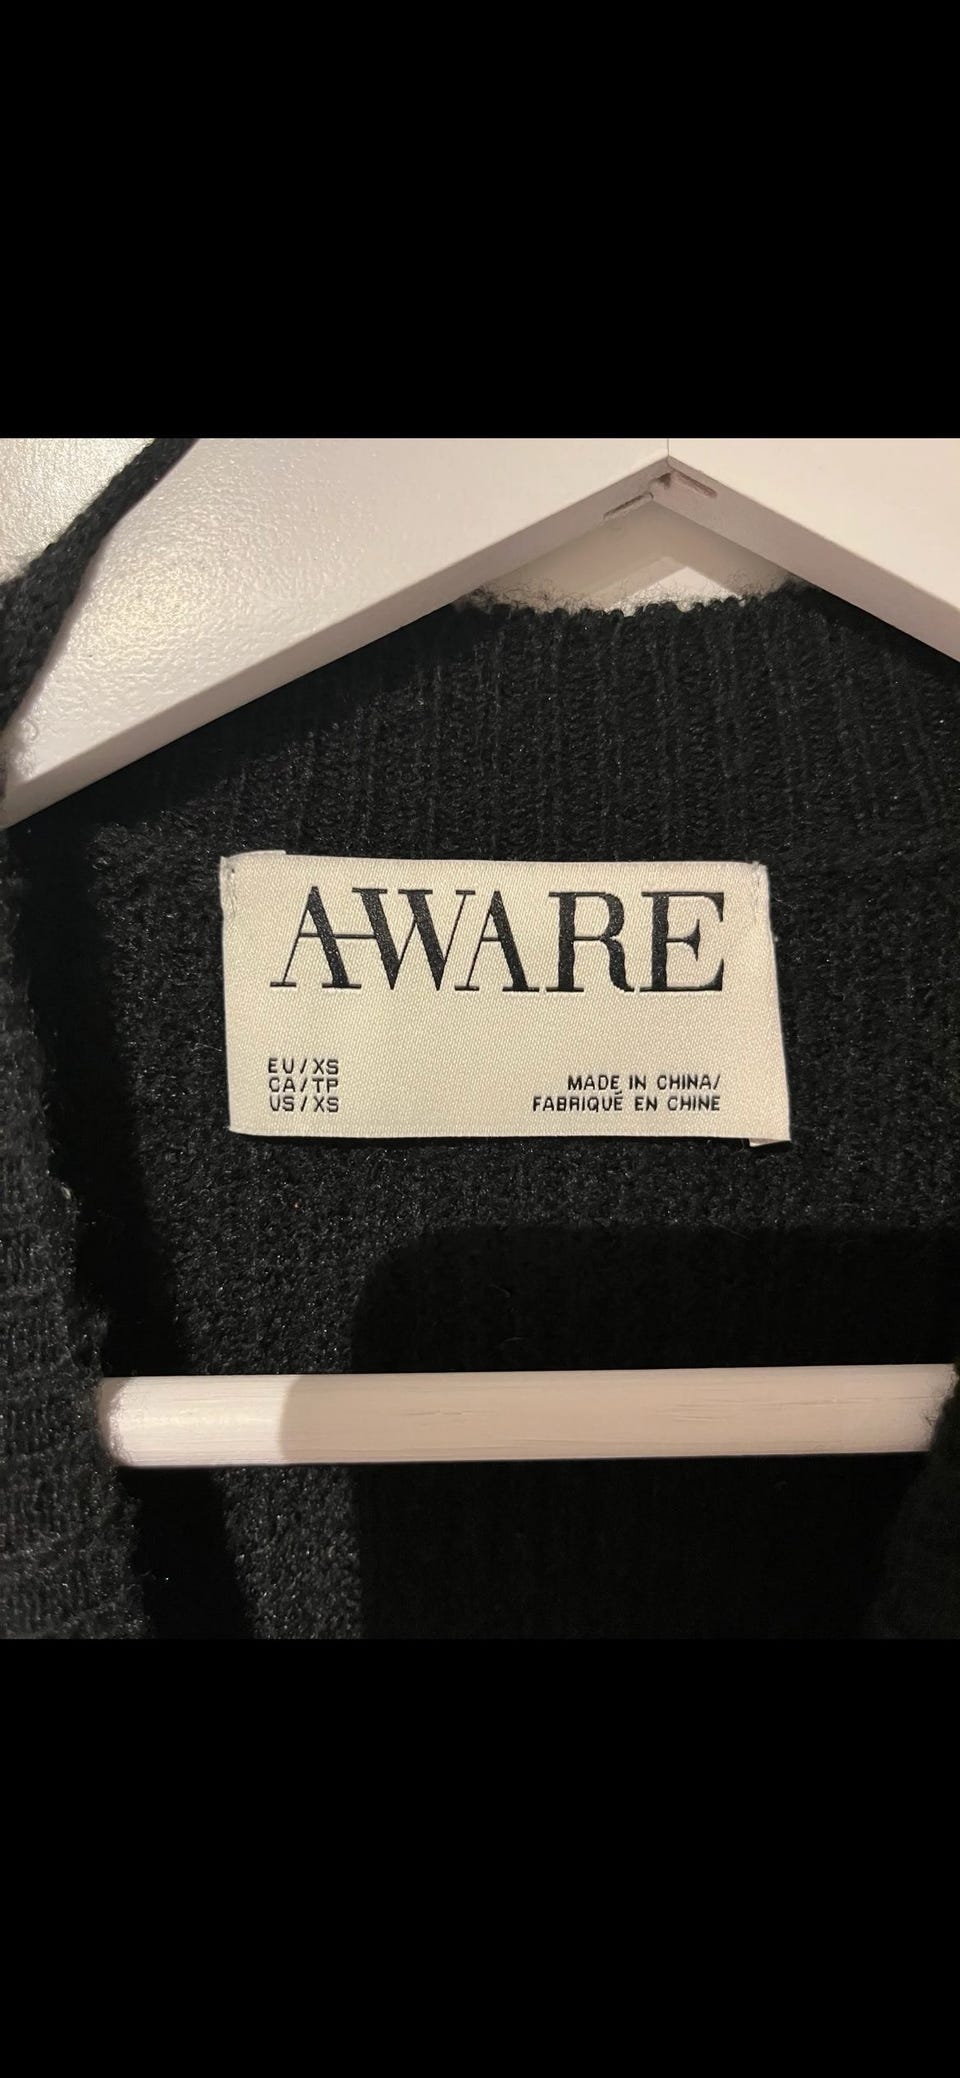 AWARE
EU/XS
CA/TP
US/XS
MADE IN CHINA/
FABRIQUÉ EN CHINE